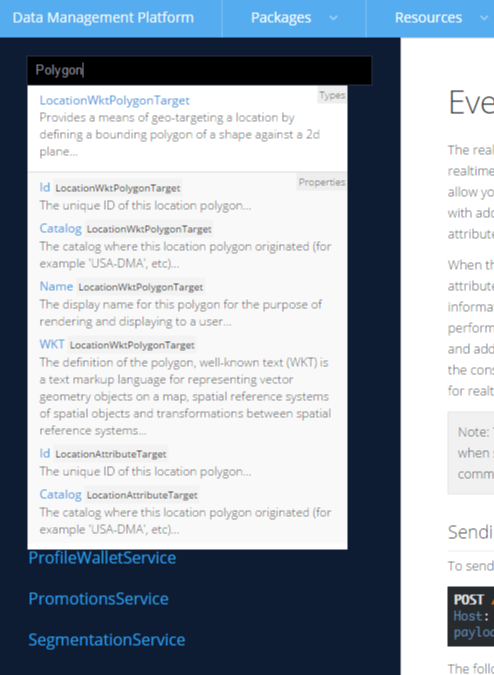 Data Management Platform
Packages
Resources
Polygon
Types
LocationWktPolygonTarget
Provides a means of geo-targeting a location by
defining a bounding polygon of a shape against a 2d
plane...
Properties
Id LocationWktPolygonTarget
The unique ID of this location polygon...
Catalog LocationWktPolygonTarget
The catalog where this location polygon originated (for
example 'USA-DMA', etc)...
Name LocationWktPolygonTarget
The display name for this polygon for the purpose of
rendering and displaying to a user...
WKT LocationWktPolygonTarget
The definition of the polygon, well-known text (WKT) is
a text markup language for representing vector
geometry objects on a map, spatial reference systems
of spatial objects and transformations between spatial
reference systems...
Id LocationAttributeTarget
The unique ID of this location polygon...
Catalog LocationAttributeTarget
The catalog where this location polygon originated (for
example 'USA-DMA', etc)...
ProfileWalletService
PromotionsService
SegmentationService
Eve
The real
realtime
allow yo
with add
attribute
When th
attribute
informa
perform
and add
the cons
for realt
Note:
when
comm
Sendi
To send
POST
Host:
payloa
The follo